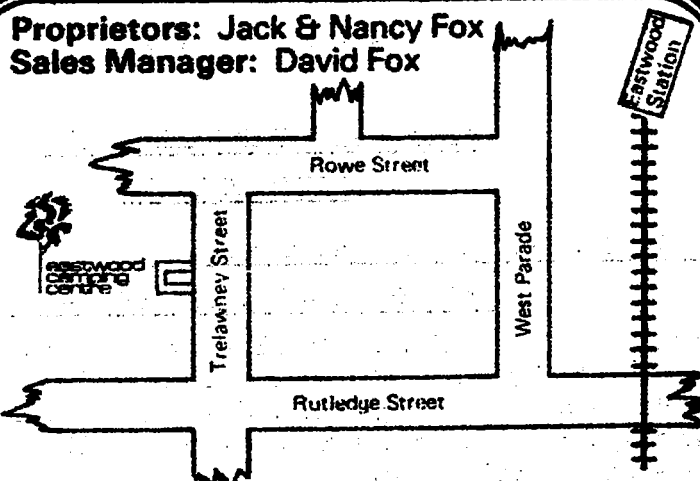 Proprietors: Jack & Nancy Fox
Sales Manager: David Fox
Eastwood
Station
Rowe Street
Trelawney Street
West Parade
eastwood
camping
centre
Rutledge Street